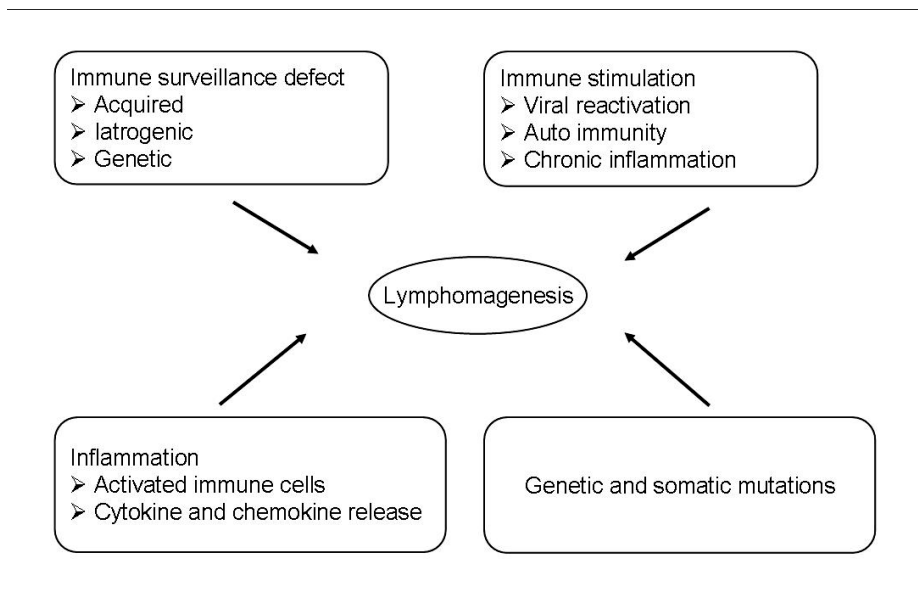 Immune surveillance defect
➢ Acquired
➢ Iatrogenic
➢ Genetic
Immune stimulation
➢ Viral reactivation
➢ Auto immunity
➢ Chronic inflammation
Lymphomagenesis
Inflammation
➢ Activated immune cells
➢ Cytokine and chemokine release
Genetic and somatic mutations